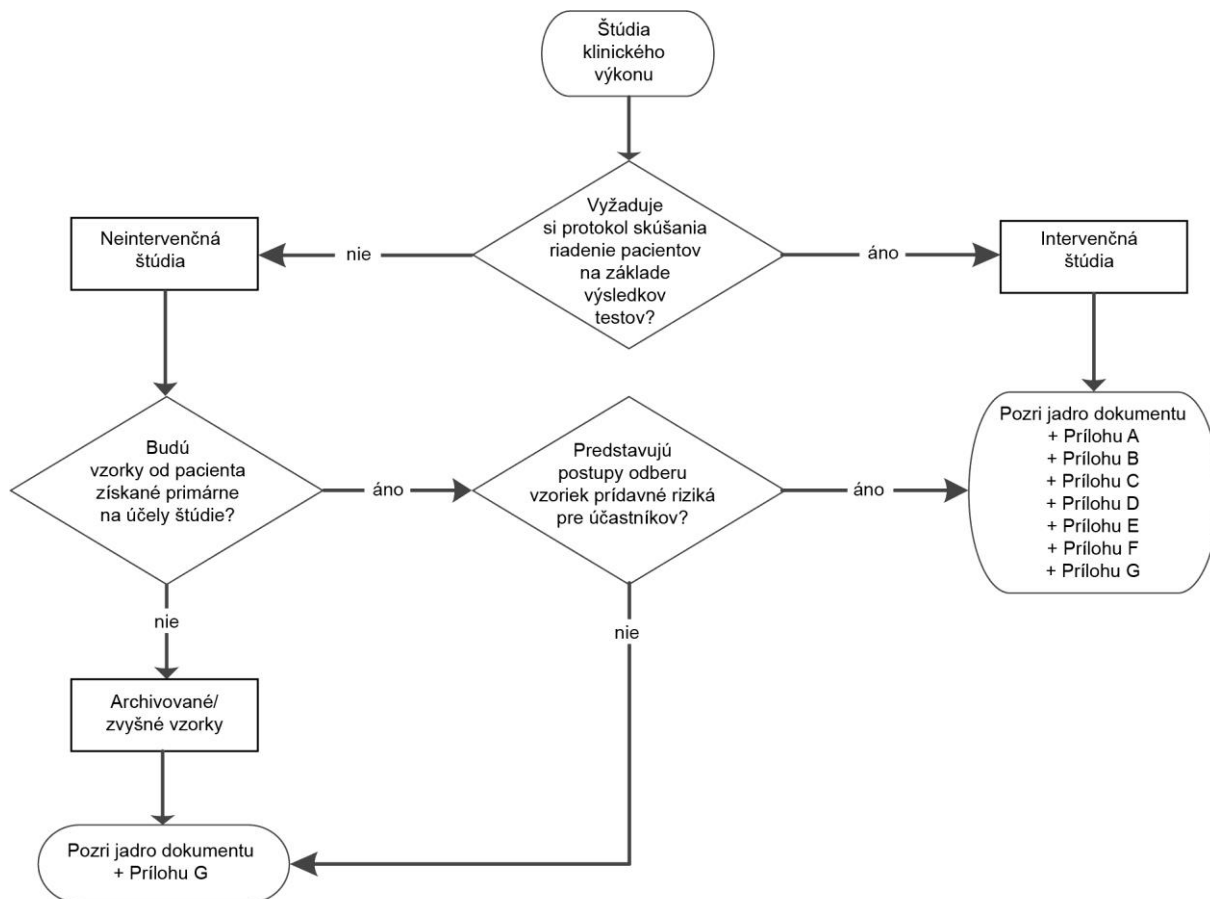 Štúdia
klinického
výkonu
Vyžaduje
si protokol skúšania
riadenie pacientov
na základe
výsledkov
testov?
nie
áno
Neintervenčná
štúdia
Intervenčná
štúdia
Budú
vzorky od pacienta
získané primárne
na účely štúdie?
áno
Predstavujú
postupy odberu
vzoriek prídavné riziká
pre účastníkov?
áno
Pozri jadro dokumentu
+ Prílohu A
+ Prílohu B
+ Prílohu C
+ Prílohu D
+ Prílohu E
+ Prílohu F
+ Prílohu G
nie
nie
Archivované/
zvyšné vzorky
Pozri jadro dokumentu
+ Prílohu G